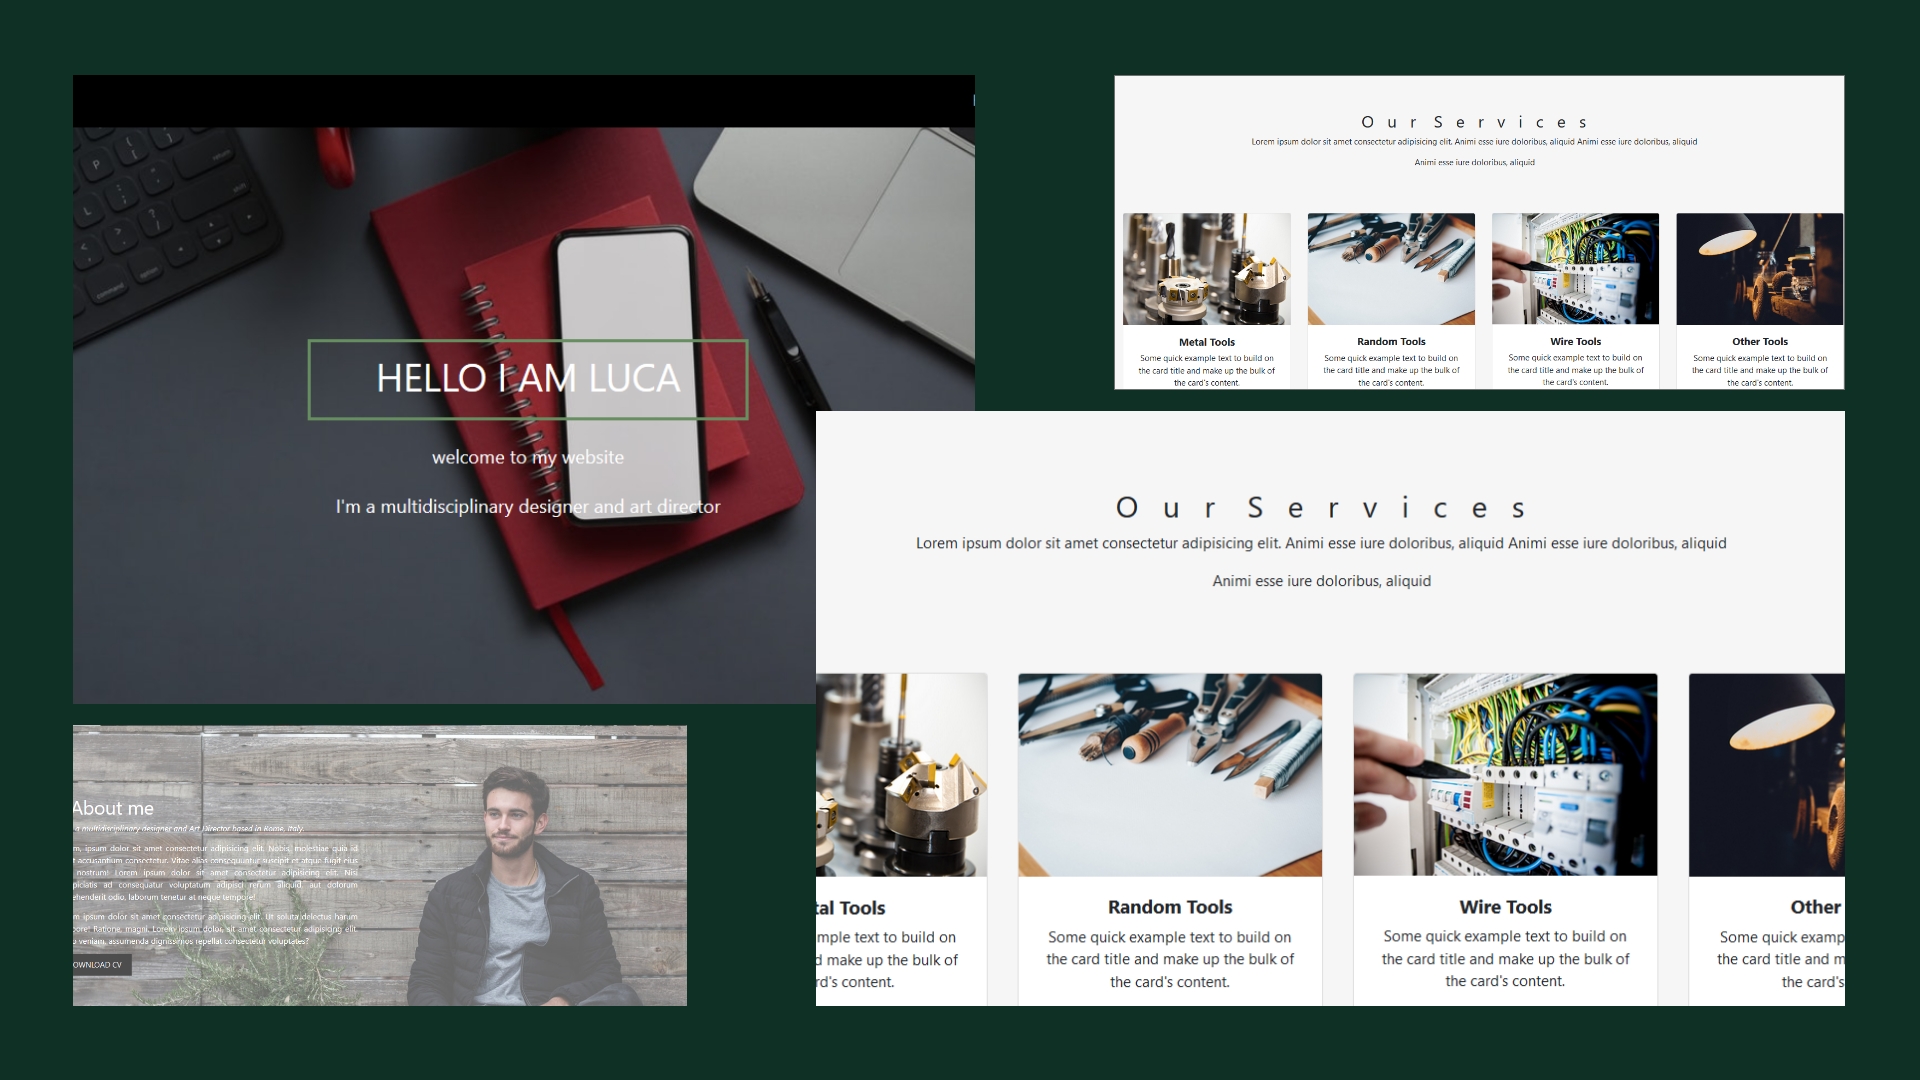 HELLO I AM LUCA
welcome to my website
I'm a multidisciplinary designer and art director
Our Services
Lorem ipsum dolor sit amet consectetur adipisicing elit. Animi esse iure doloribus, aliquid Animi esse iure doloribus, aliquid
Animi esse iure doloribus, aliquid
Metal Tools
Some quick example text to build on
the card title and make up the bulk of
the card's content.
Random Tools
Some quick example text to build on
the card title and make up the bulk of
the card's content.
Wire Tools
Some quick example text to build on
the card title and make up the bulk of
the card's content.
Other Tools
Some quick example text to build on
the card title and make up the bulk of
the card's content.
Our Services
Lorem ipsum dolor sit amet consectetur adipisicing elit. Animi esse iure doloribus, aliquid Animi esse iure doloribus, aliquid
Animi esse iure doloribus, aliquid
tal Tools
mple text to build on
d make up the bulk of
rd's content.
Random Tools
Some quick example text to build on
the card title and make up the bulk of
the card's content.
Wire Tools
Some quick example text to build on
the card title and make up the bulk of
the card's content.
Other
Some quick examp
the card title and m
the card's
About me
a multidisciplinary designer and Art Director based in Rome, Italy.
m, ipsum dolor sit amet consectetur adipisicing elit. Nobis molestiae quia id
accusantium consectetur. Vitae alias consequuntur suscipit et atque fugit eius
nostrum! Lorem ipsum dolor sit amet consectetur adipisicing elit. Nisi
piciatis ad consequatur voluptatum adipisci rerum aliquid aut dolorum
ehenderit odio, laborum tenetur at neque tempore!
m ipsum dolor sit amet consectetur adipisicing elit. Ut soluta delectus harum
ore! Ratione, magni. Lorem ipsum dolor, sit amet consectetur adipisicing elit.
veniam, assumenda dignissimos repellat consectetur voluptates?
OWNLOAD CV